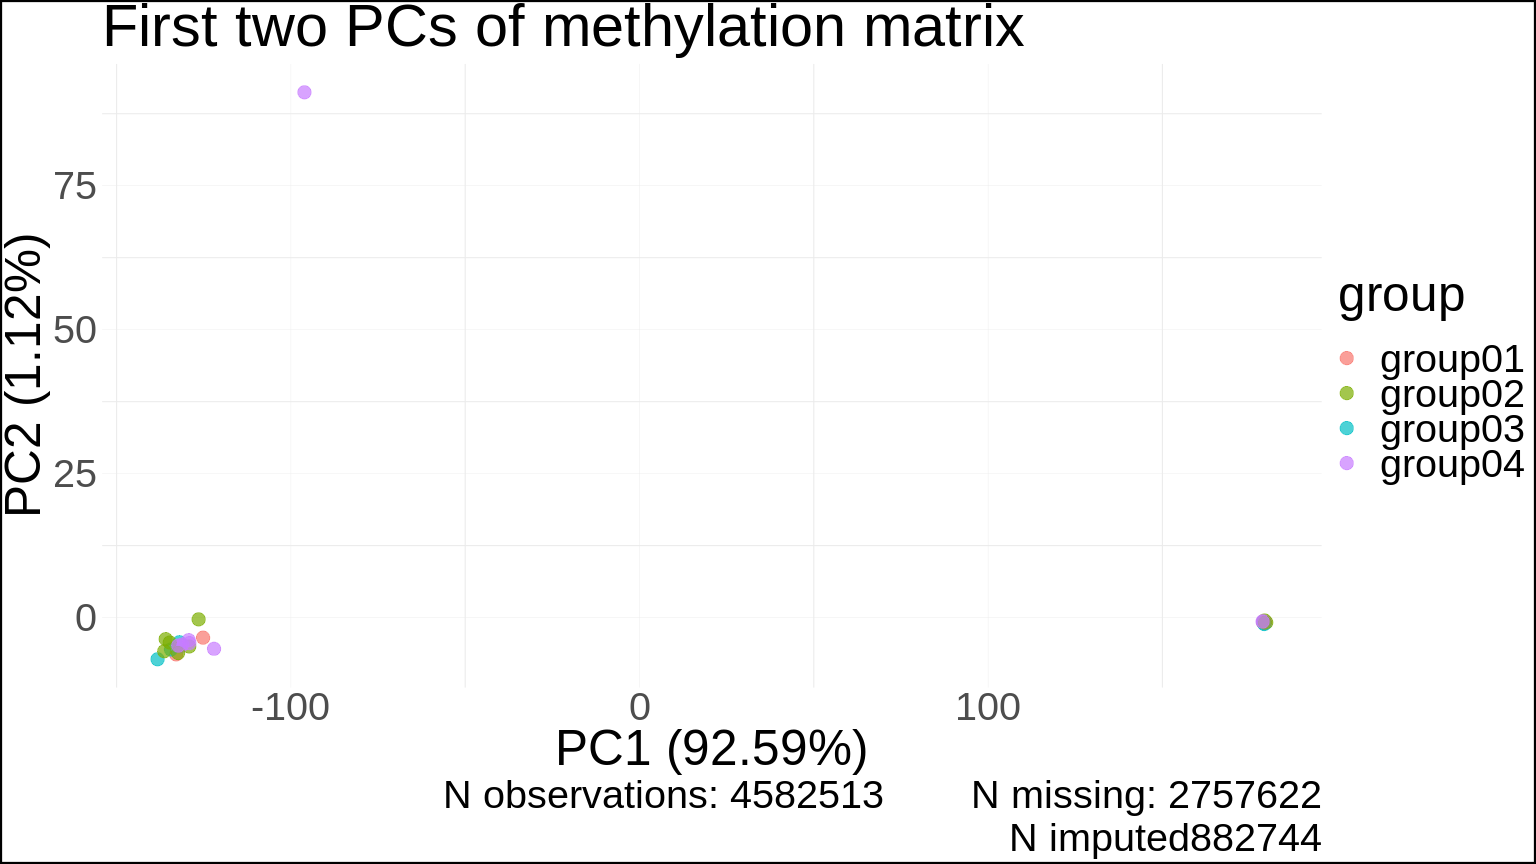 First two PCs of methylation matrix
75
50
25
0
PC2 (1.12%)
-100 0 100
PC1 (92.59%)
N observations: 4582513 N missing: 2757622
N imputed882744
group
group01
group02
group03
group04